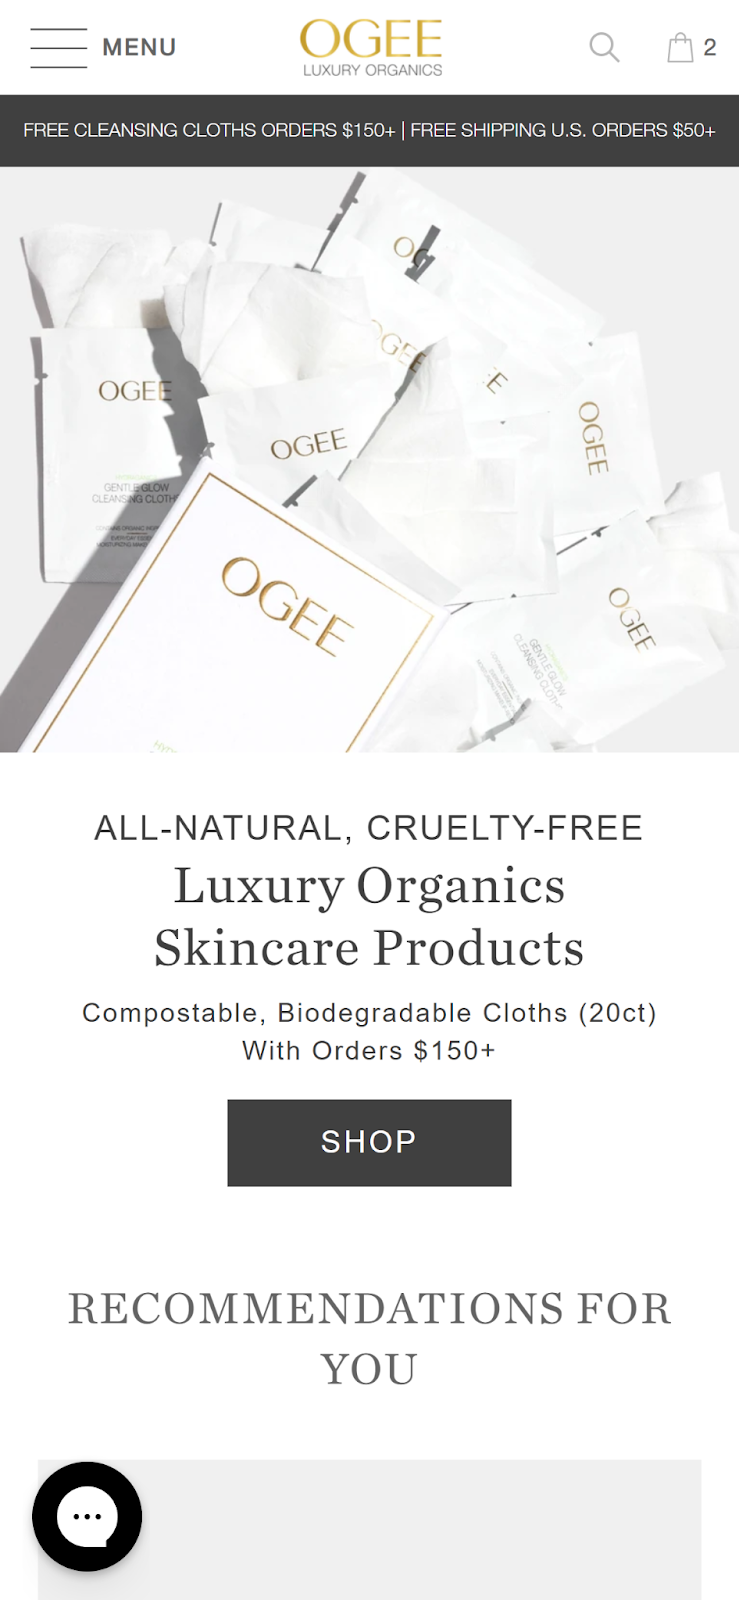 MENU
OGEE
LUXURY ORGANICS
2
FREE CLEANSING CLOTHS ORDERS $150+ | FREE SHIPPING U.S. ORDERS $50+
OGEE
OGEE
OGEE
GENTLE GLOW
CLEANSING CLOTH
OGEE
OGEE
OGEE
OGEE
GENTLE GLOW
CLEANSING CLOTH
ALL-NATURAL, CRUELTY-FREE
Luxury Organics
Skincare Products
Compostable, Biodegradable Cloths (20ct)
With Orders $150+
SHOP
RECOMMENDATIONS FOR
YOU